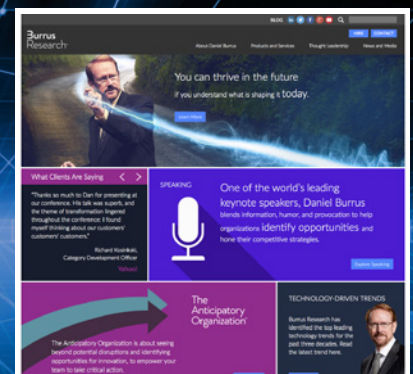 BLOG
Burrus
Research
HIRE
CONTACT
About Daniel Burrus
Products and Services
Thought Leadership
News and Media
You can thrive in the future
if you understand what is shaping it today.
Learn More
What Clients Are Saying
"Thanks so much to Dan for presenting at
our conference. His talk was superb, and
the theme of transformation lingered
throughout the conference. I found
myself thinking about our customers'
customers' customers."
Richard Kosinski,
Category Development Officer
Yahoo!
SPEAKING
One of the world's leading
keynote speakers, Daniel Burrus
blends information, humor, and provocation to help
organizations identify opportunities and
hone their competitive strategies.
Explore Speaking
The
Anticipatory
Organization
The Anticipatory Organization is about seeing
beyond potential disruptions and identifying
opportunities for innovation, to empower your
team to take critical action.
TECHNOLOGY-DRIVEN TRENDS
Burrus Research has
identified the top leading
technology trends for the
past three decades. Read
the latest trend here.